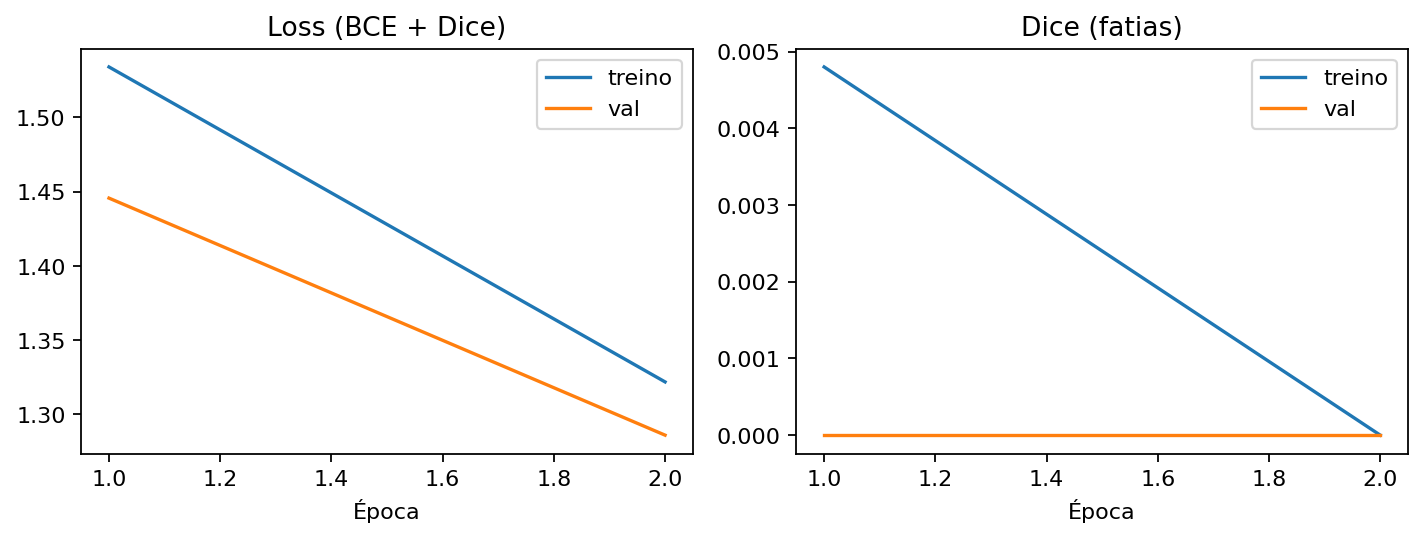 Loss (BCE + Dice)
treino
val
1.50
1.45
1.40
1.35
1.30
1.0 1.2 1.4 1.6 1.8 2.0
Época
Dice (fatias)
treino
val
0.005
0.004
0.003
0.002
0.001
0.000
1.0 1.2 1.4 1.6 1.8 2.0
Época